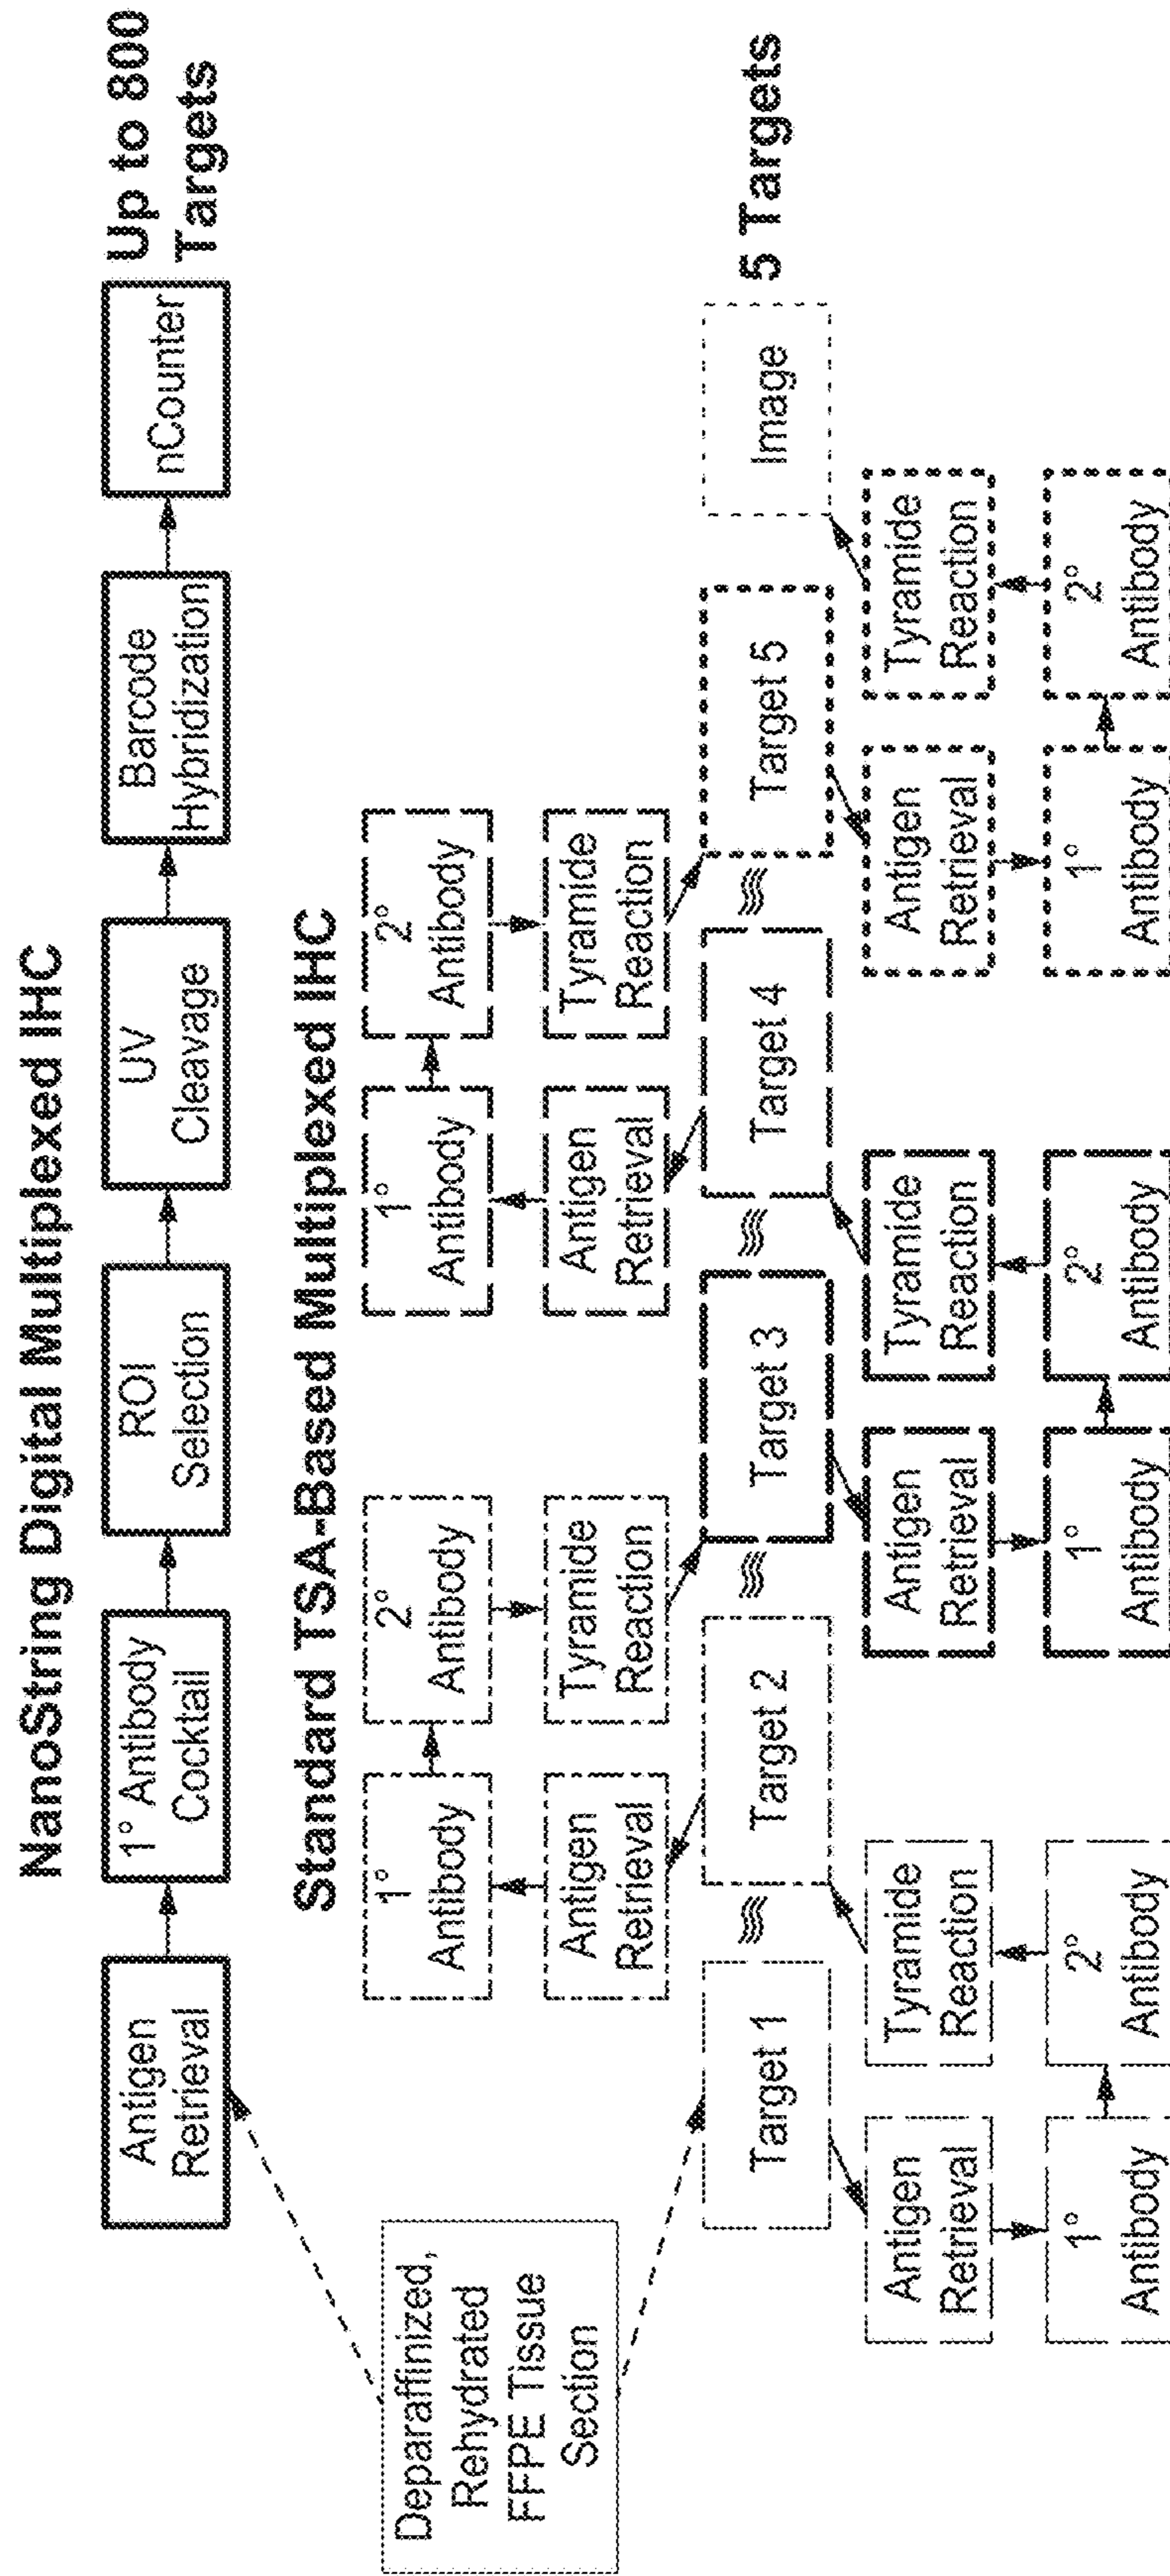 NanoString Digital Multiplexed IHC
Antigen
Retrieval
1° Antibody
Cocktail
ROI
Selection
UV
Cleavage
Barcode
Hybridization
nCounter
Up to 800
Targets
Deparaffinized,
Rehydrated
FFPE Tissue
Section
Standard TSA-Based Multiplexed IHC
1°
Antibody
2°
Antibody
Antigen
Retrieval
Tyramide
Reaction
1°
Antibody
2°
Antibody
Antigen
Retrieval
Tyramide
Reaction
Target 1
Target 2
Target 3
Target 4
Target 5
Image
5 Targets
Antigen
Retrieval
Tyramide
Reaction
1°
Antibody
2°
Antibody
Antigen
Retrieval
Tyramide
Reaction
1°
Antibody
2°
Antibody
Antigen
Retrieval
Tyramide
Reaction
1°
Antibody
2°
Antibody